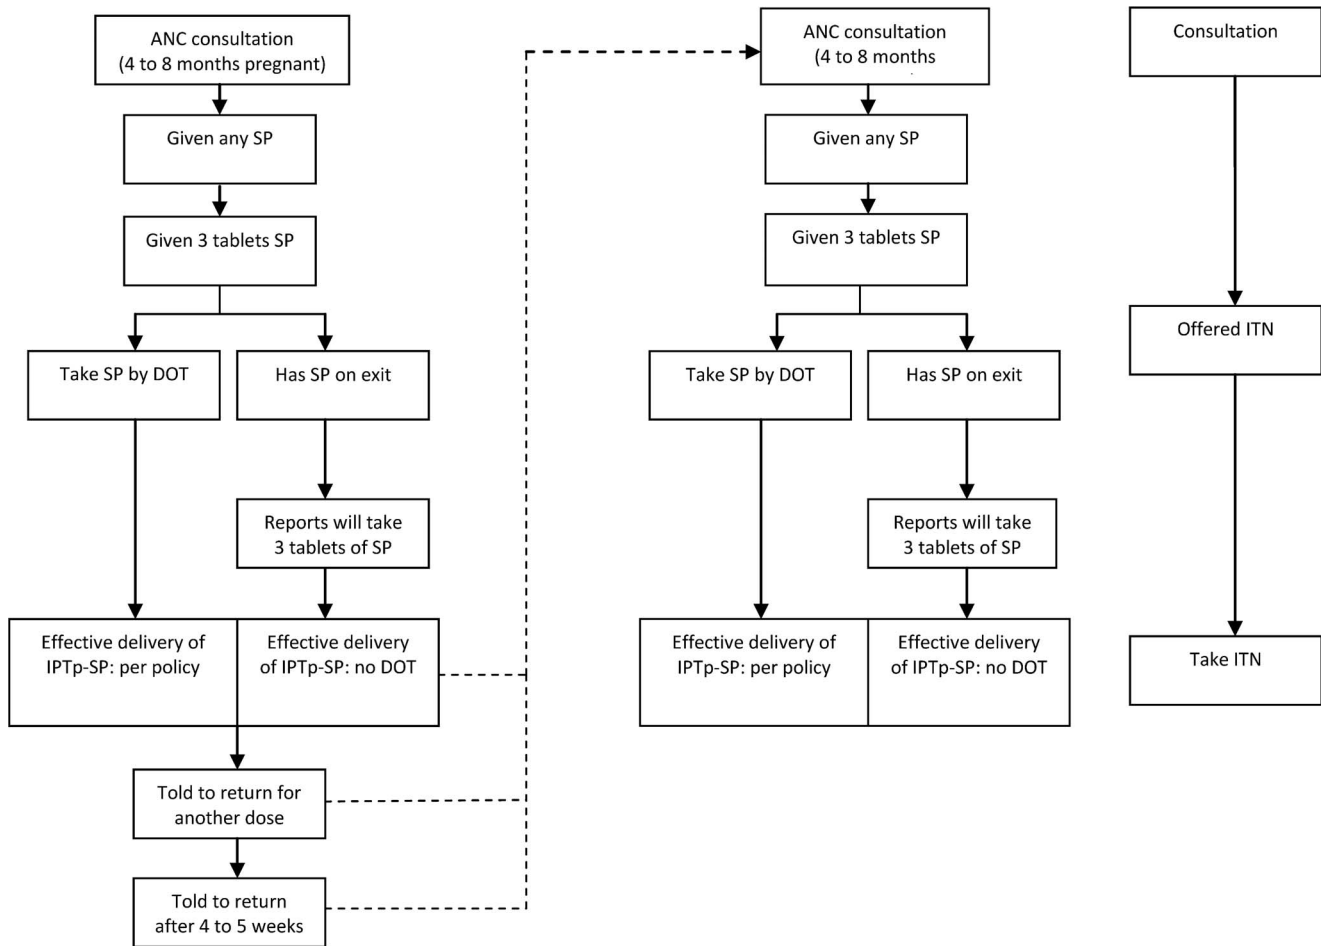 ANC consultation
(4 to 8 months pregnant)
Given any SP
Given 3 tablets SP
Take SP by DOT
Has SP on exit
Reports will take
3 tablets of SP
Effective delivery of
IPTp-SP: per policy
Effective delivery
of IPTp-SP: no DOT
Told to return for
another dose
Told to return
after 4 to 5 weeks
ANC consultation
(4 to 8 months
Given any SP
Given 3 tablets SP
Take SP by DOT
Has SP on exit
Reports will take
3 tablets of SP
Effective delivery of
IPTp-SP: per policy
Effective delivery
of IPTp-SP: no DOT
Consultation
Offered ITN
Take ITN